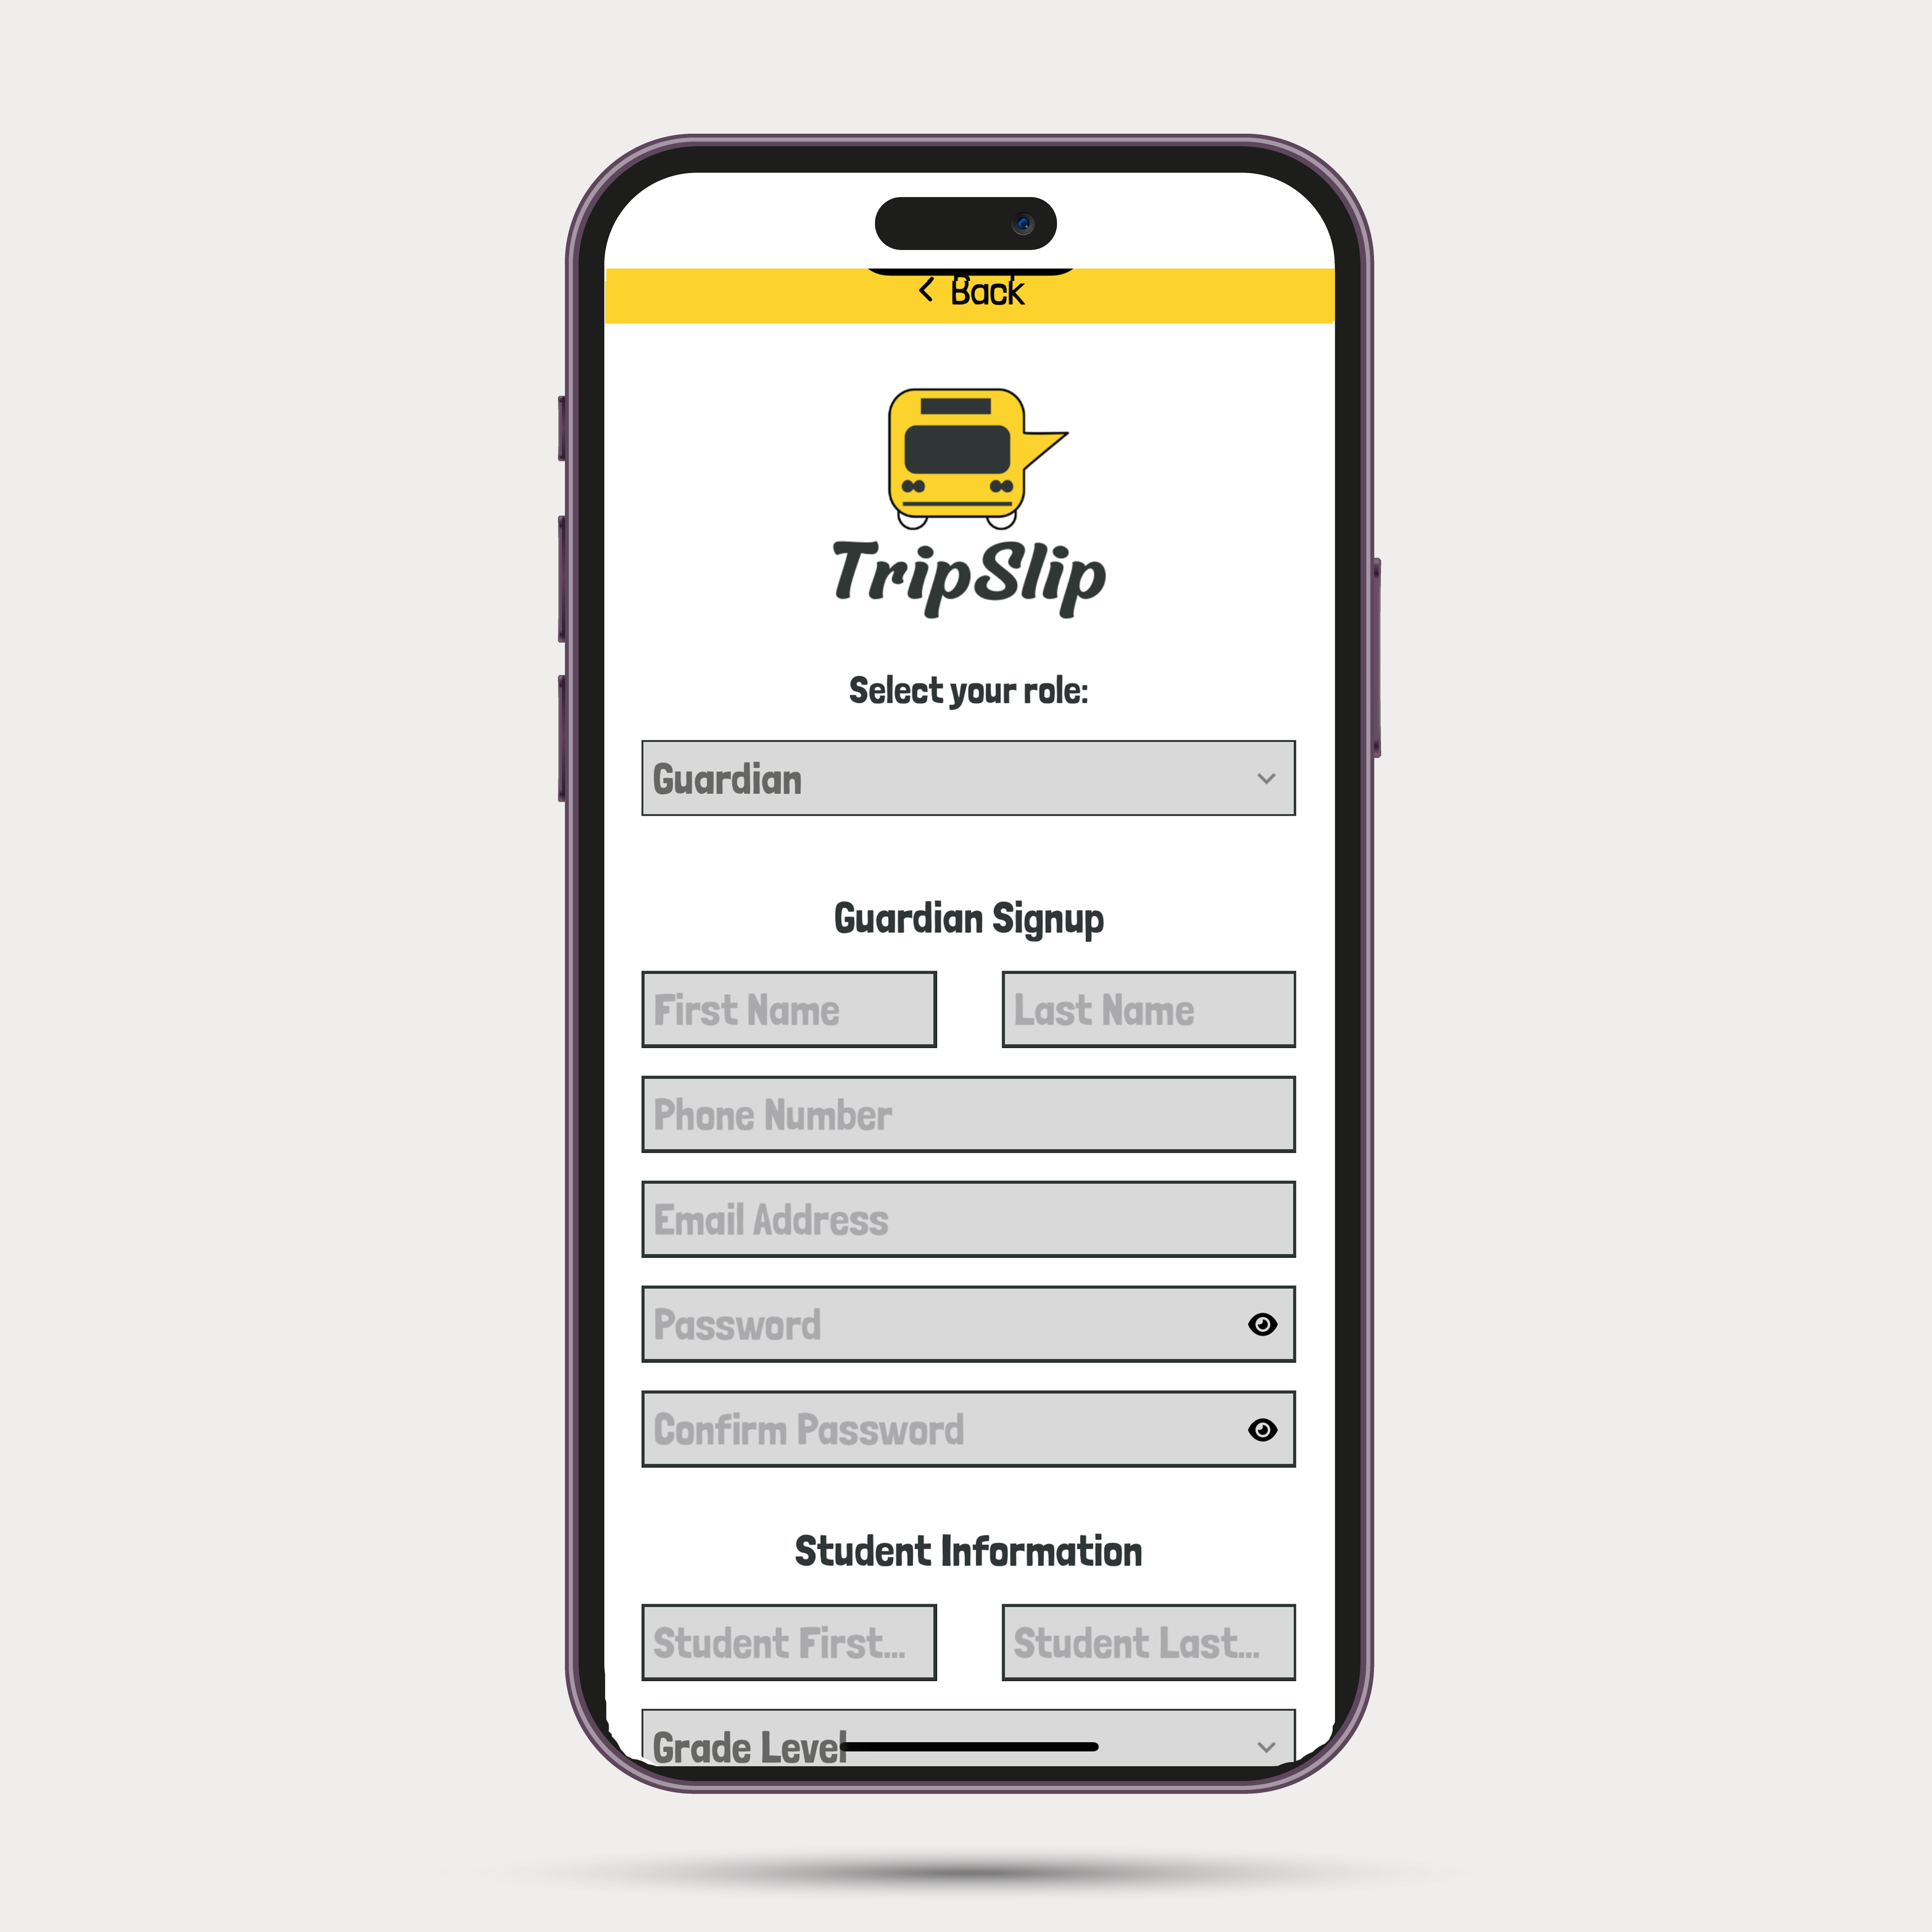 Back
TripSlip
Select your role:
Guardian
Guardian Signup
First Name Last Name
Phone Number
Email Address
Password
Confirm Password
Student Information
Student First... Student Last...
Grade Level